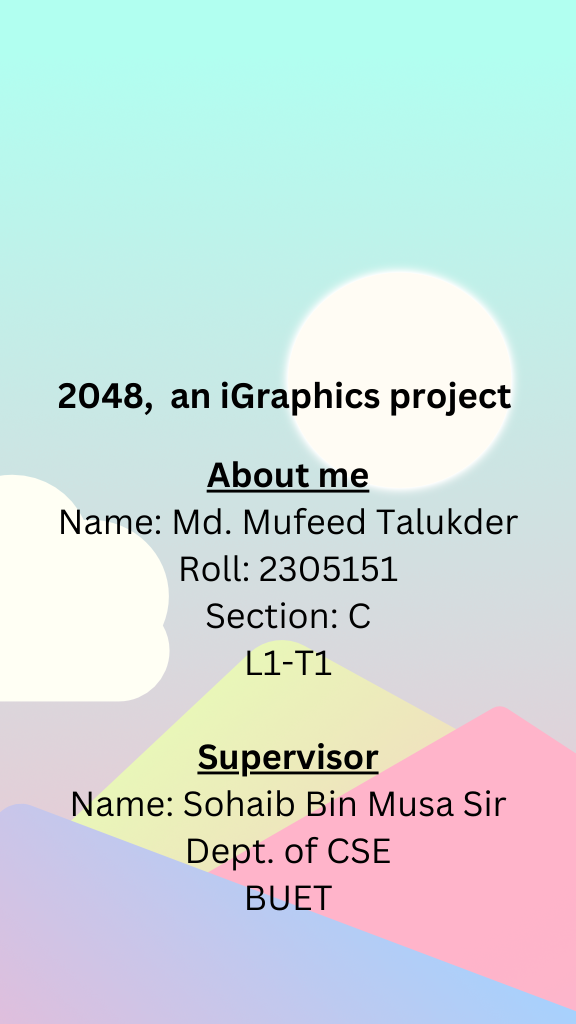 2048,  an iGraphics project
About me
Name: Md. Mufeed Talukder
Roll: 2305151
Section: C
L1-T1
Supervisor
Name: Sohaib Bin Musa Sir
Dept. of CSE
BUET